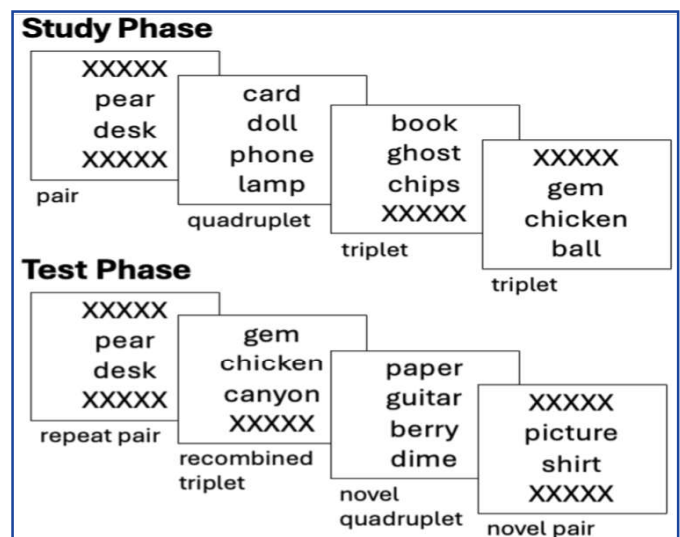 Study Phase
XXXXX
pear
desk
XXXXX
pair
card
doll
phone
lamp
quadruplet
book
ghost
chips
XXXXX
triplet
XXXXX
gem
chicken
ball
triplet
Test Phase
XXXXX
pear
desk
XXXXX
repeat pair
gem
chicken
canyon
XXXXX
recombined
triplet
paper
guitar
berry
dime
novel
quadruplet
XXXXX
picture
shirt
XXXXX
novel pair